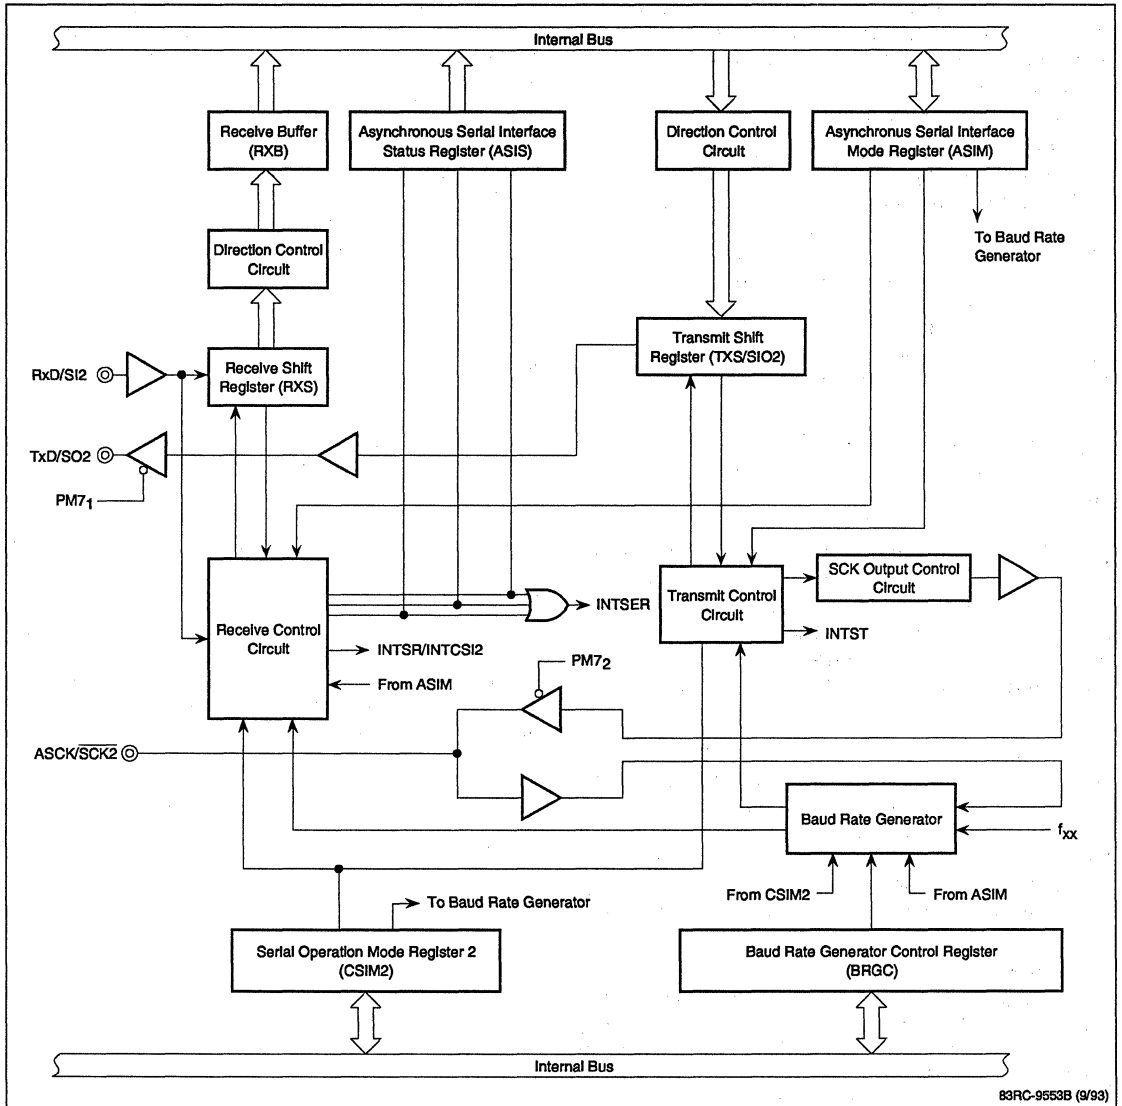 Internal Bus
Receive Buffer
(RXB)
Asynchronous Serial Interface
Status Register (ASIS)
Direction Control
Circuit
Asynchronus Serial Interface
Mode Register (ASIM)
To Baud Rate
Generator
Direction Control
Circuit
Transmit Shift
Register (TXS/SIO2)
RxD/SI2
Receive Shift
Register (RXS)
TxD/SO2
PM71
SCK Output Control
Circuit
Transmit Control
Circuit
INTSER
Receive Control
Circuit
INTST
INTSR/INTCSI2
PM72
From ASIM
ASCK/SCK2
Baud Rate Generator
fxx
From CSIM2
From ASIM
To Baud Rate Generator
Serial Operation Mode Register 2
(CSIM2)
Baud Rate Generator Control Register
(BRGC)
Internal Bus
83RC-9553B (9/93)